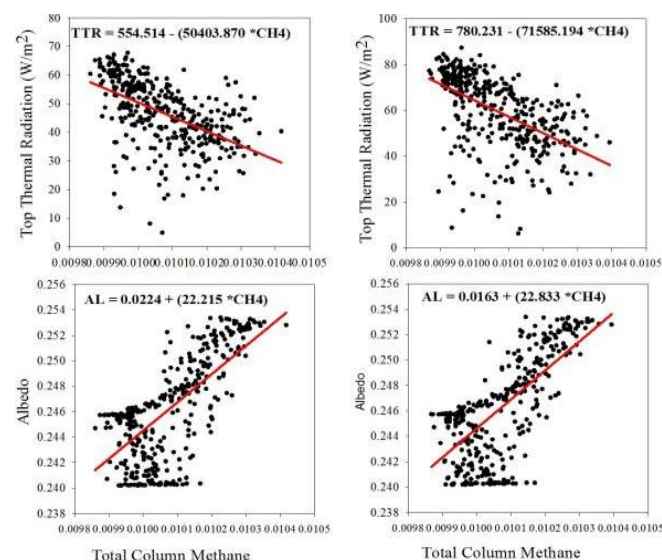 TTR = 554.514 - (50403.870 *CH4)
Top Thermal Radiation (W/m²)
80
70
60
50
40
30
20
10
0
0.0098 0.0099 0.0100 0.0101 0.0102 0.0103 0.0104 0.0105
TTR = 780.231 - (71585.194 *CH4)
Top Thermal Radiation (W/m²)
100
80
60
40
20
0
0.0098 0.0099 0.0100 0.0101 0.0102 0.0103 0.0104 0.0105
AL = 0.0224 + (22.215 *CH4)
Albedo
0.256
0.254
0.252
0.250
0.248
0.246
0.244
0.242
0.240
0.238
0.0098 0.0099 0.0100 0.0101 0.0102 0.0103 0.0104 0.0105
Total Column Methane
AL = 0.0163 + (22.833 *CH4)
Albedo
0.256
0.254
0.252
0.250
0.248
0.246
0.244
0.242
0.240
0.238
0.0098 0.0099 0.0100 0.0101 0.0102 0.0103 0.0104 0.0105
Total Column Methane